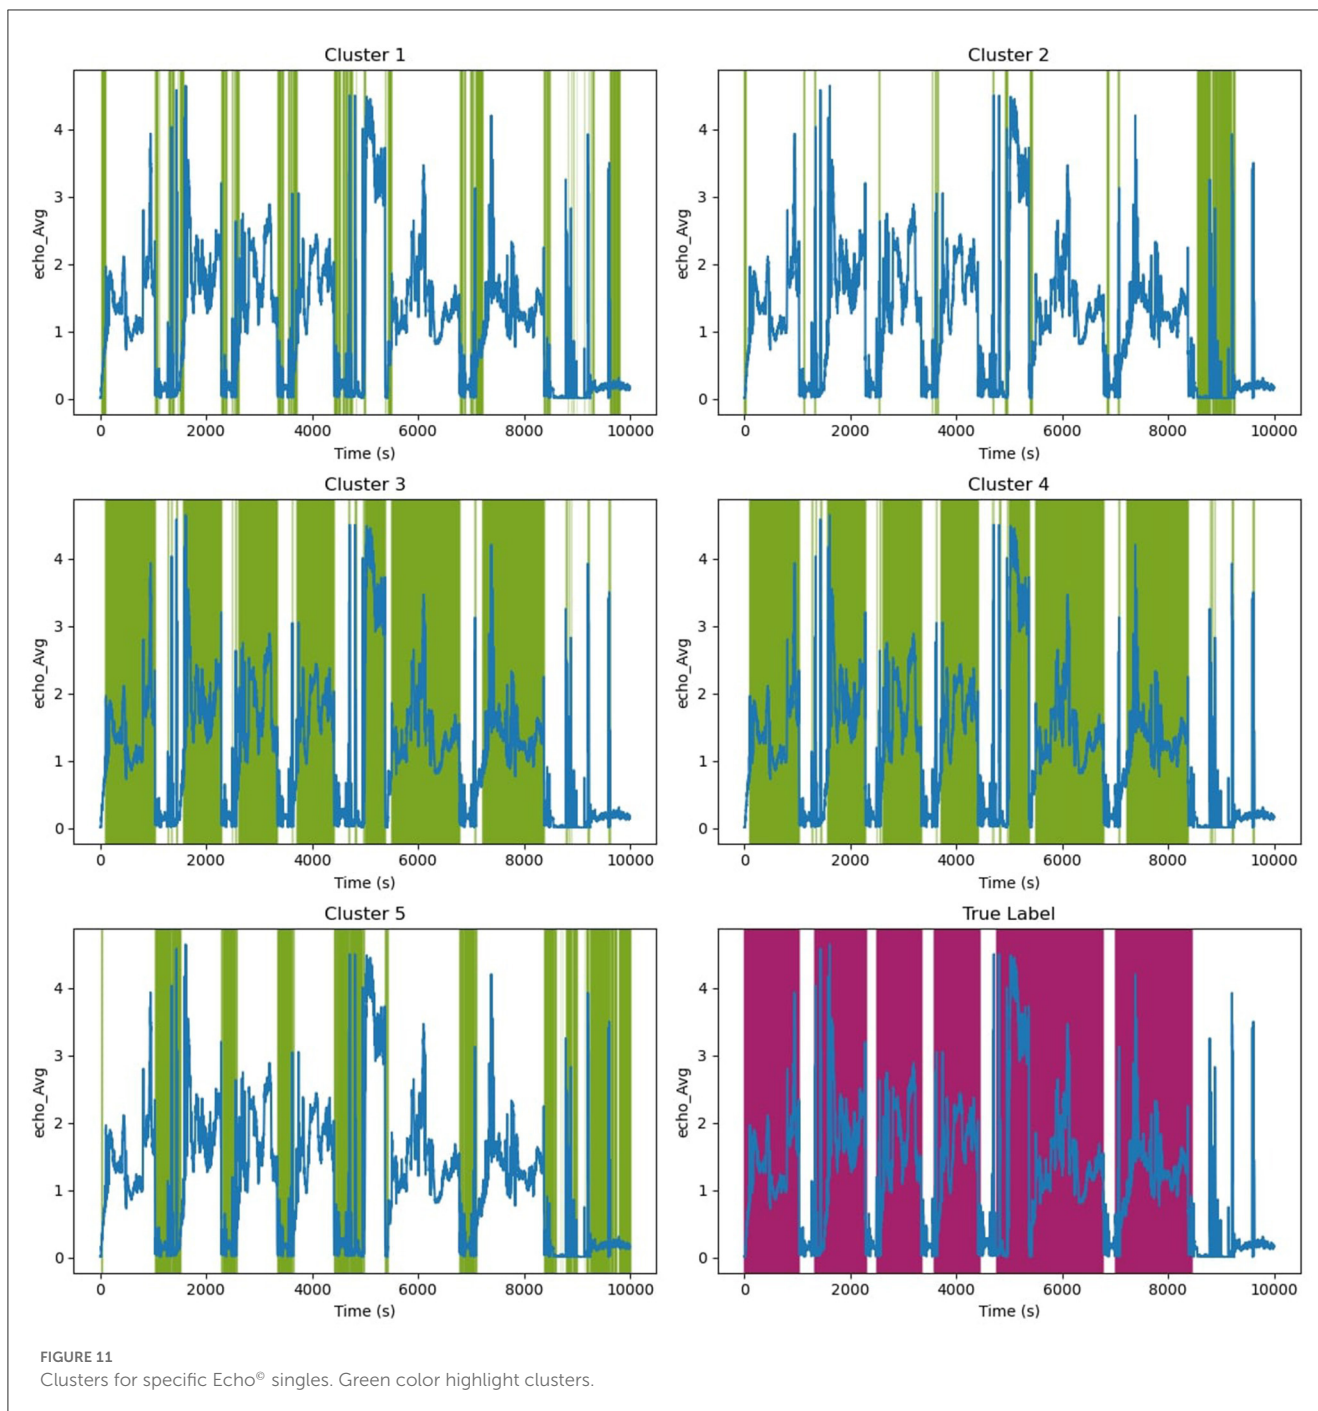 Cluster 1
Cluster 2
4
3
2
1
0
echo_Avg
0 2000 4000 6000 8000 10000
Time (s)
4
3
2
1
0
echo_Avg
0 2000 4000 6000 8000 10000
Time (s)
Cluster 3
Cluster 4
4
3
2
1
0
echo_Avg
0 2000 4000 6000 8000 10000
Time (s)
4
3
2
1
0
echo_Avg
0 2000 4000 6000 8000 10000
Time (s)
Cluster 5
True Label
4
3
2
1
0
echo_Avg
0 2000 4000 6000 8000 10000
Time (s)
4
3
2
1
0
echo_Avg
0 2000 4000 6000 8000 10000
Time (s)
FIGURE 11
Clusters for specific Echo© singles. Green color highlight clusters.